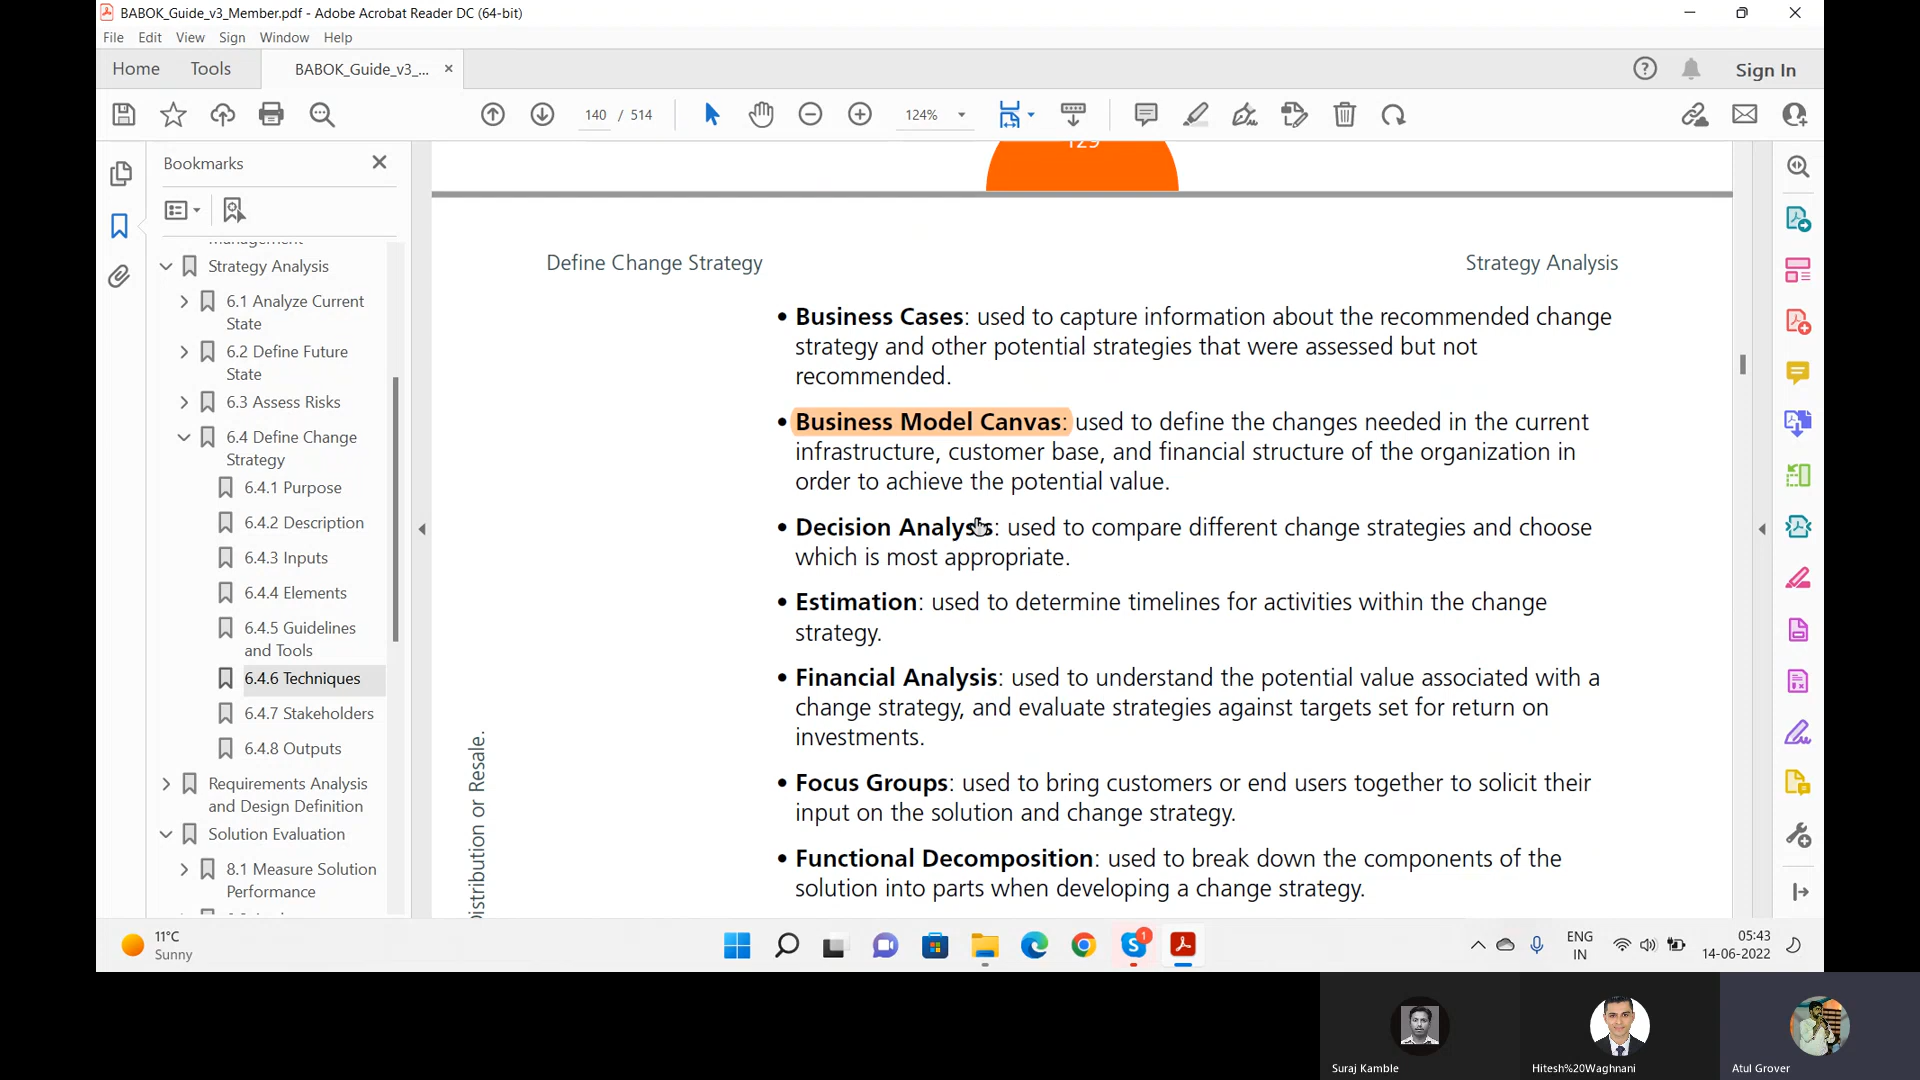 BABOK_Guide_v3_Member.pdf - Adobe Acrobat Reader DC (64-bit)
File Edit View Sign Window Help
Home Tools BABOK_Guide_v3_... × Sign In
140 / 514 124%
Bookmarks
129
Management
Strategy Analysis
6.1 Analyze Current
State
6.2 Define Future
State
6.3 Assess Risks
6.4 Define Change
Strategy
6.4.1 Purpose
6.4.2 Description
6.4.3 Inputs
6.4.4 Elements
6.4.5 Guidelines
and Tools
6.4.6 Techniques
6.4.7 Stakeholders
6.4.8 Outputs
Requirements Analysis
and Design Definition
Solution Evaluation
8.1 Measure Solution
Performance
Define Change Strategy Strategy Analysis
• Business Cases: used to capture information about the recommended change
strategy and other potential strategies that were assessed but not
recommended.
• Business Model Canvas: used to define the changes needed in the current
infrastructure, customer base, and financial structure of the organization in
order to achieve the potential value.
• Decision Analysis: used to compare different change strategies and choose
which is most appropriate.
• Estimation: used to determine timelines for activities within the change
strategy.
• Financial Analysis: used to understand the potential value associated with a
change strategy, and evaluate strategies against targets set for return on
investments.
• Focus Groups: used to bring customers or end users together to solicit their
input on the solution and change strategy.
• Functional Decomposition: used to break down the components of the
solution into parts when developing a change strategy.
Distribution or Resale.
11°C
Sunny
1
ENG
IN
05:43
14-06-2022
Suraj Kamble
Hitesh%20Waghnani
Atul Grover